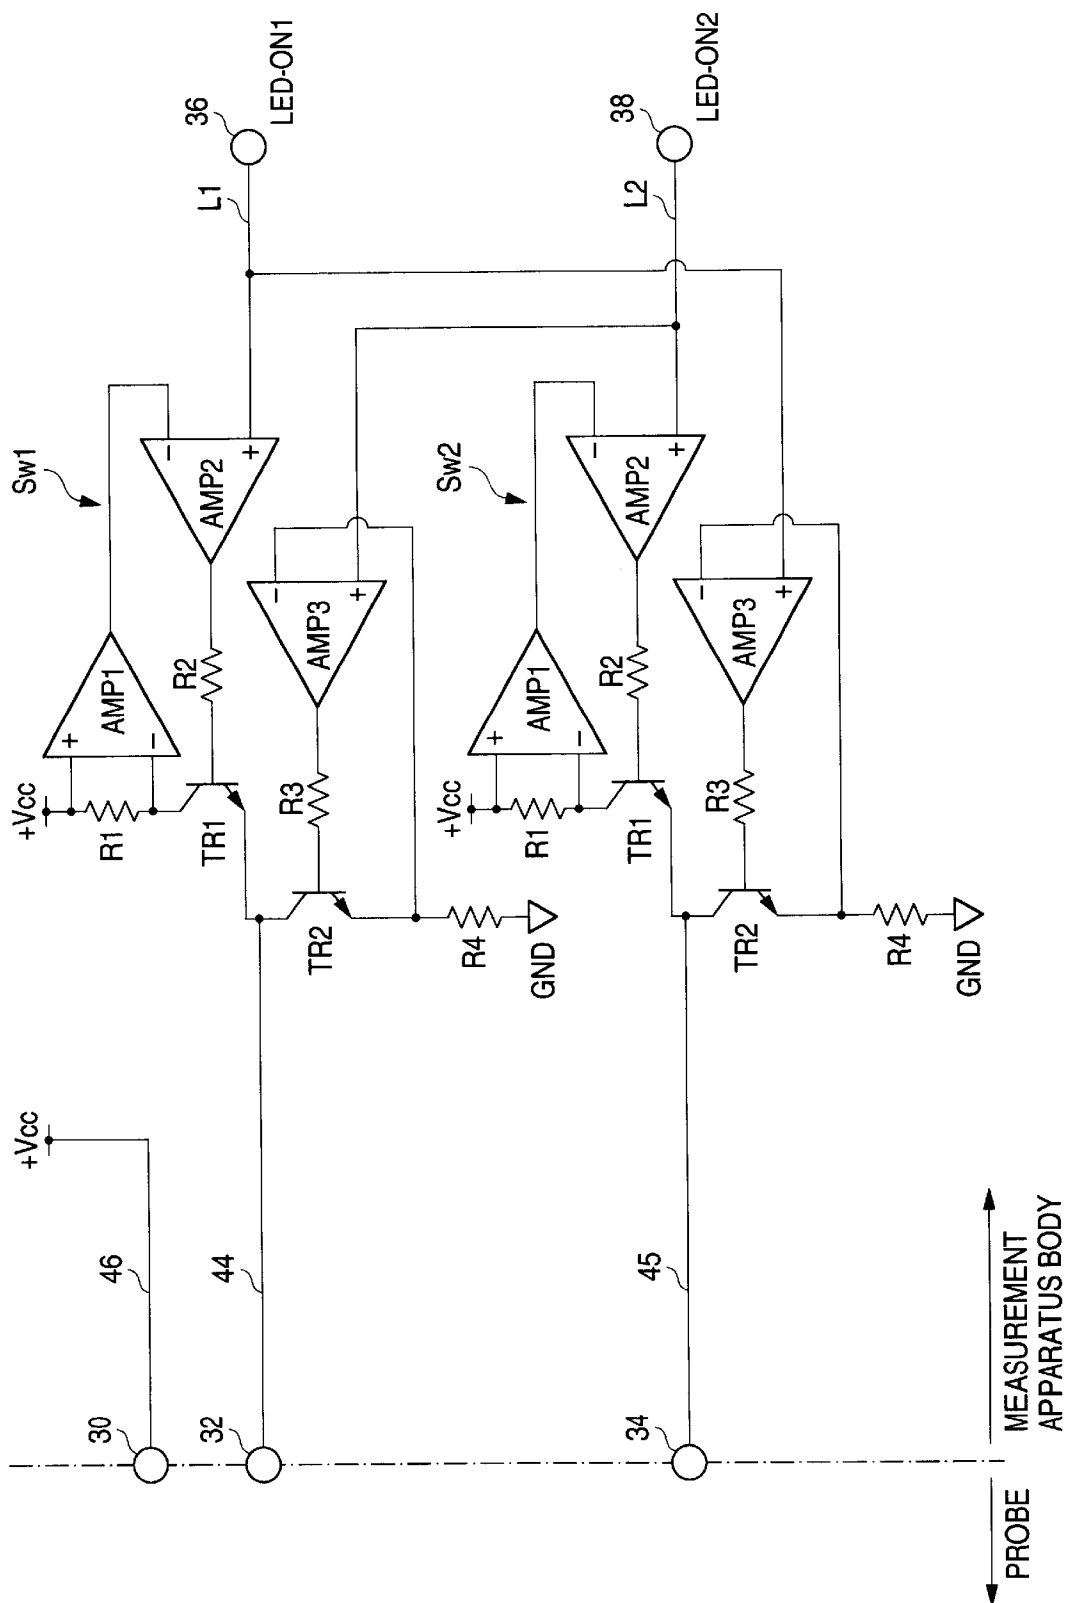 Sw1
+Vcc
R1
+
−
AMP1
TR1
R2
−
+
AMP2
L1
36
LED-ON1
R3
−
+
AMP3
TR2
R4
GND
Sw2
+Vcc
R1
+
−
AMP1
TR1
R2
−
+
AMP2
L2
38
LED-ON2
R3
−
+
AMP3
TR2
R4
GND
+Vcc
30
46
32
44
34
45
PROBE
MEASUREMENT
APPARATUS BODY